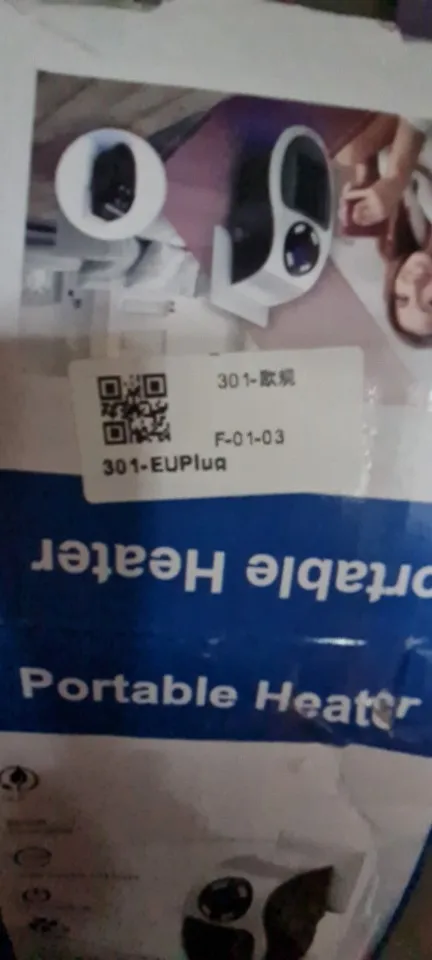 301-欧规
F-01-03
301-EUPlug
Portable Heater
Portable Heater